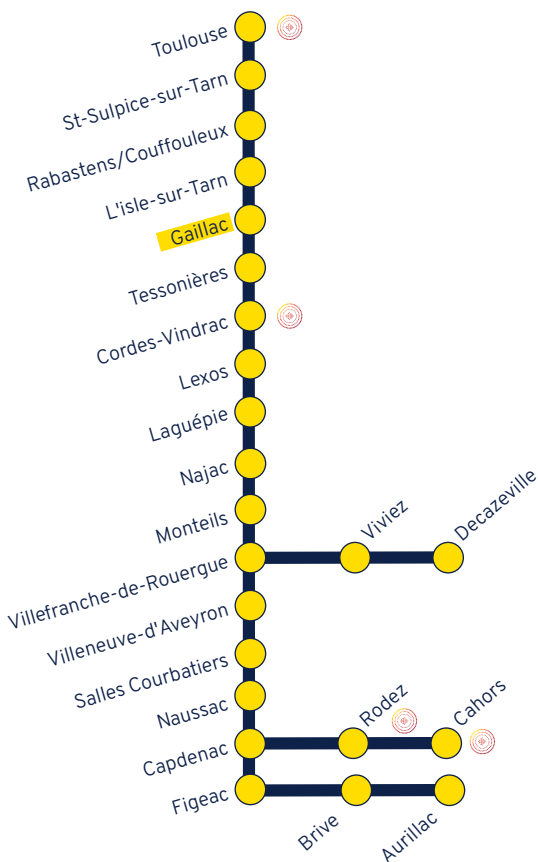 Toulouse
St-Sulpice-sur-Tarn
Rabastens/Couffouleux
L'isle-sur-Tarn
Gaillac
Tessonières
Cordes-Vindrac
Lexos
Laguépie
Najac
Monteils
Viviez
Decazeville
Villefranche-de-Rouergue
Villeneuve-d'Aveyron
Salles Courbatiers
Naussac
Rodez
Cahors
Capdenac
Figeac
Brive
Aurillac